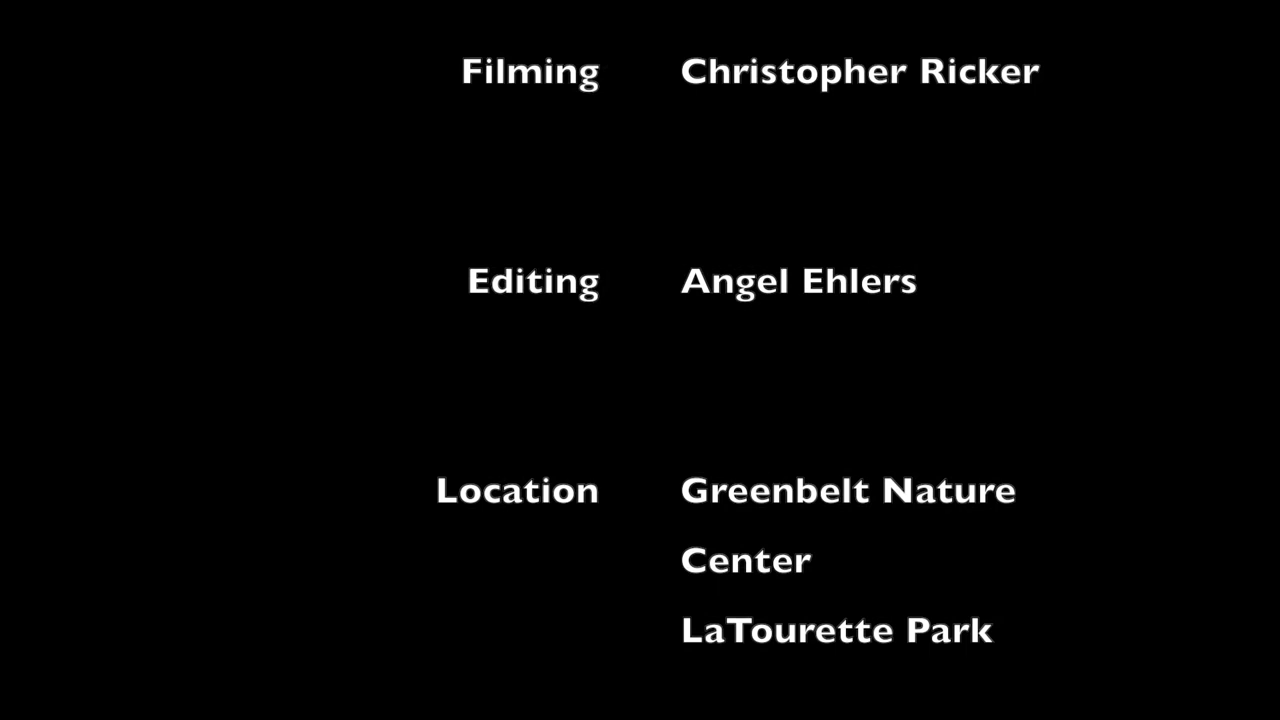 Filming Christopher Ricker
Editing Angel Ehlers
Location Greenbelt Nature
Center
LaTourette Park